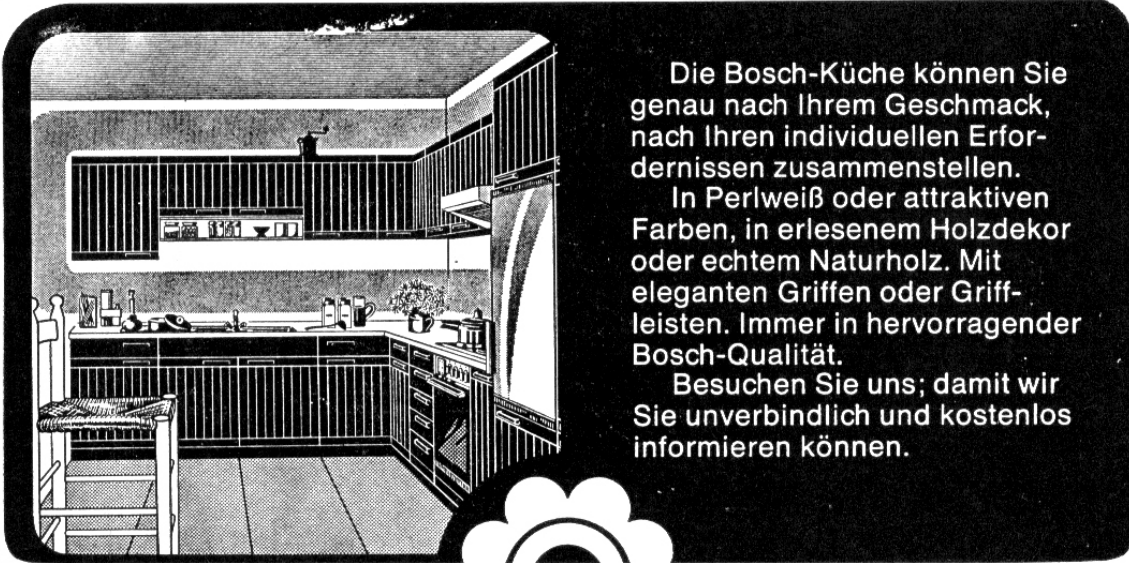 Die Bosch-Küche können Sie
genau nach Ihrem Geschmack,
nach Ihren individuellen Erfor-
dernissen zusammenstellen.
In Perlweiß oder attraktiven
Farben, in erlesenem Holzdekor
oder echtem Naturholz. Mit
eleganten Griffen oder Griff-
leisten. Immer in hervorragender
Bosch-Qualität.
Besuchen Sie uns; damit wir
Sie unverbindlich und kostenlos
informieren können.